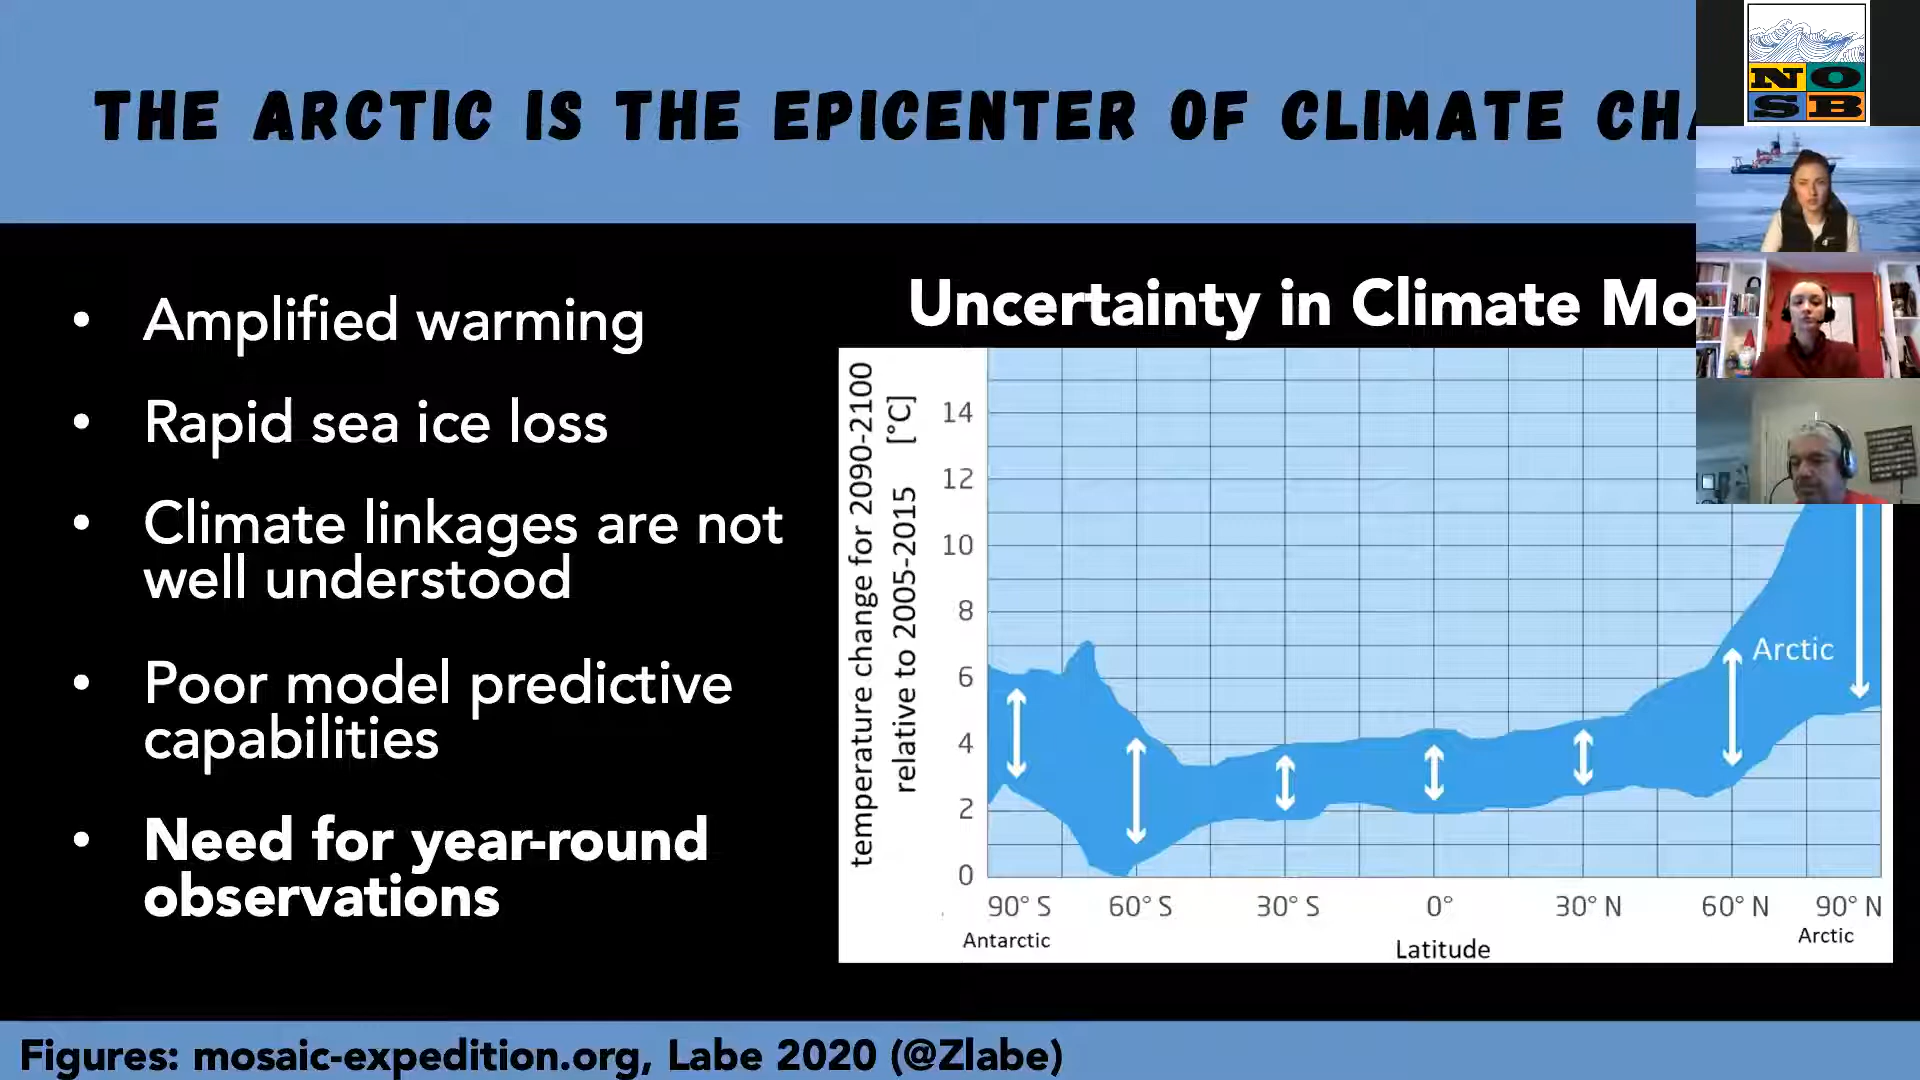 THE ARCTIC IS THE EPICENTER OF CLIMATE CHA
N O
S B
• Amplified warming
• Rapid sea ice loss
• Climate linkages are not
well understood
• Poor model predictive
capabilities
• Need for year-round
observations
Uncertainty in Climate Mo
temperature change for 2090-2100
relative to 2005-2015 [°C]
14
12
10
8
6
4
2
0
Arctic
90° S 60° S 30° S 0° 30° N 60° N 90° N
Antarctic Arctic
Latitude
Figures: mosaic-expedition.org, Labe 2020 (@Zlabe)